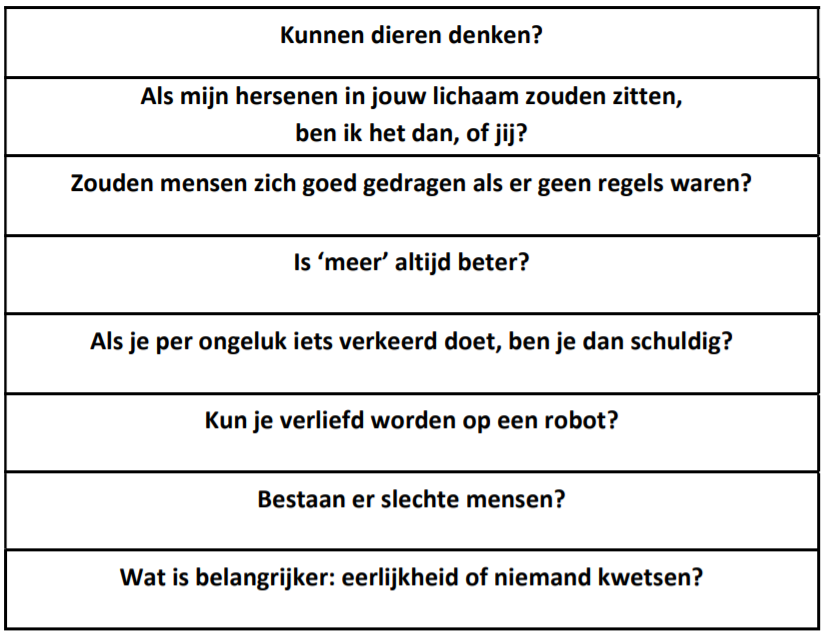 Kunnen dieren denken?
Als mijn hersenen in jouw lichaam zouden zitten,
ben ik het dan, of jij?
Zouden mensen zich goed gedragen als er geen regels waren?
Is ‘meer’ altijd beter?
Als je per ongeluk iets verkeerd doet, ben je dan schuldig?
Kun je verliefd worden op een robot?
Bestaan er slechte mensen?
Wat is belangrijker: eerlijkheid of niemand kwetsen?